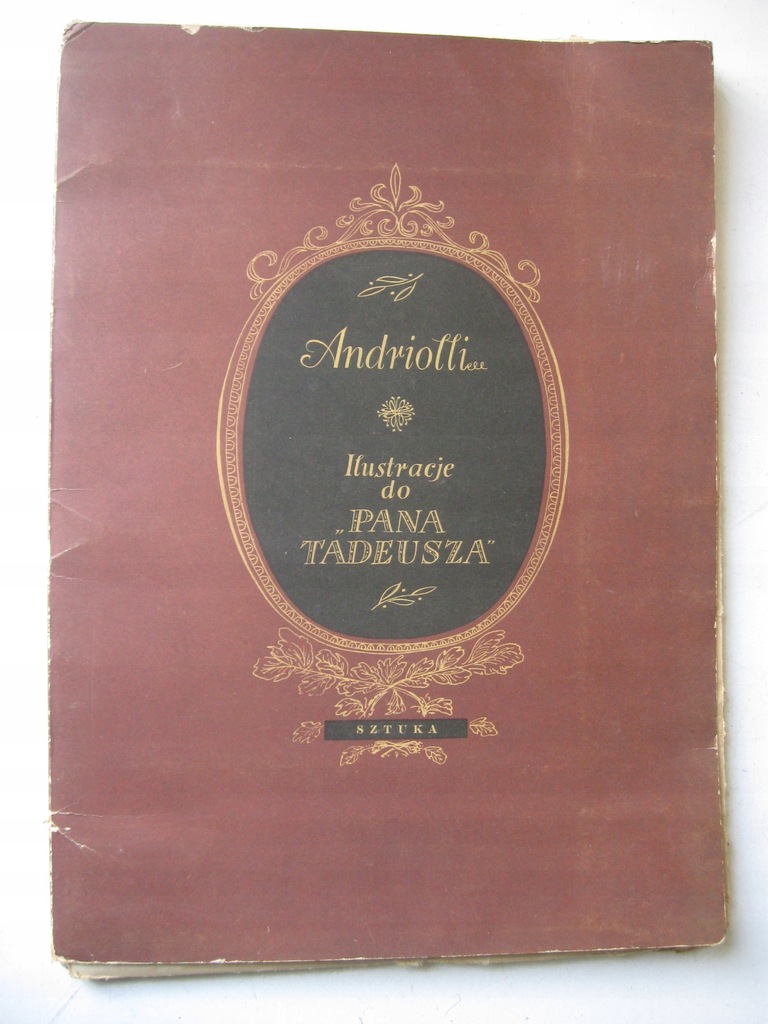 Andriolli
Ilustracje
do
„PANA
TADEUSZA"
SZTUKA